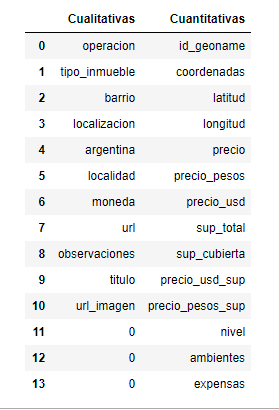 Cualitativas Cuantitativas
0 operacion id_geoname
1 tipo_inmueble coordenadas
2 barrio latitud
3 localizacion longitud
4 argentina precio
5 localidad precio_pesos
6 moneda precio_usd
7 url sup_total
8 observaciones sup_cubierta
9 titulo precio_usd_sup
10 url_imagen precio_pesos_sup
11 0 nivel
12 0 ambientes
13 0 expensas